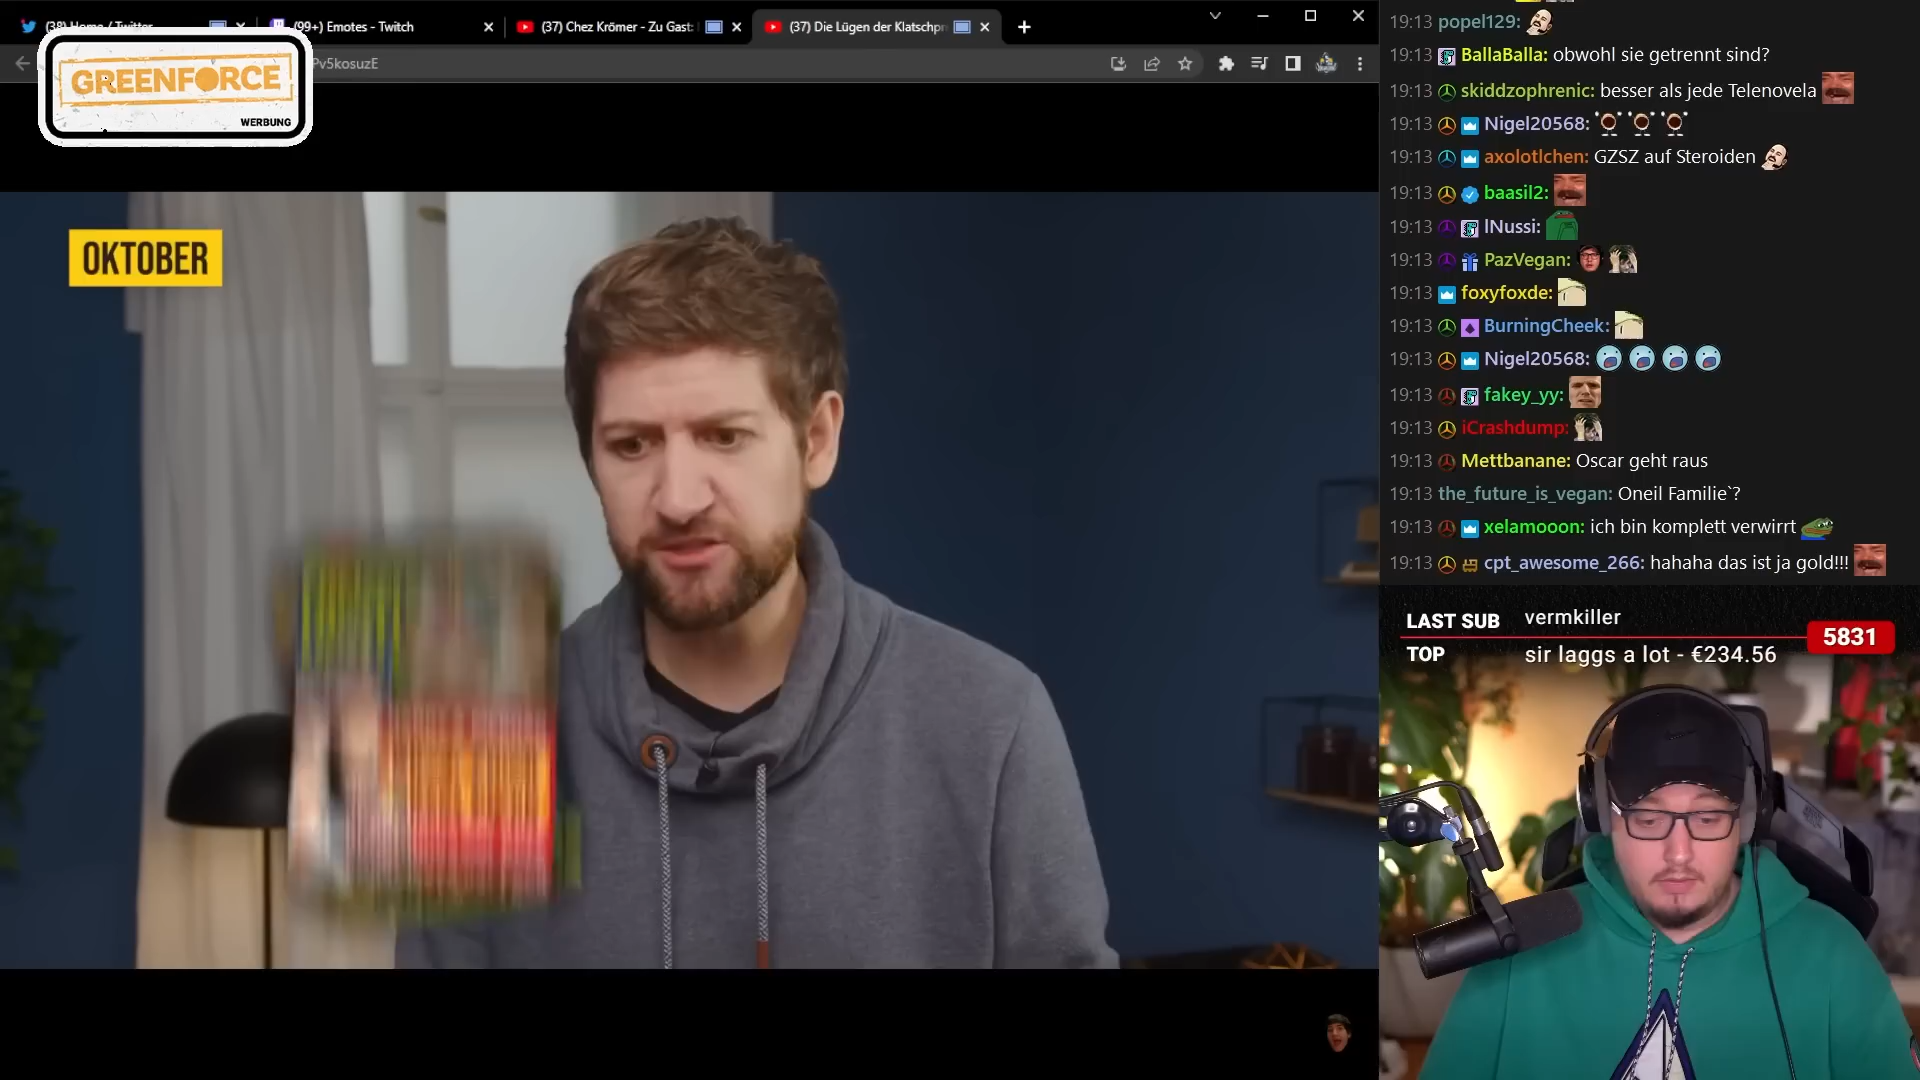 (38) Home / Twitter
(99+) Emotes - Twitch
(37) Chez Krömer - Zu Gast:
(37) Die Lügen der Klatschpr
Pv5kosuzE
GREENFORCE
WERBUNG
OKTOBER
19:13 popel129:
19:13 BallaBalla: obwohl sie getrennt sind?
19:13 skiddzophrenic: besser als jede Telenovela
19:13 Nigel20568:
19:13 axolotlchen: GZSZ auf Steroiden
19:13 baasil2:
19:13 lNussi:
19:13 PazVegan:
19:13 foxyfoxde:
19:13 BurningCheek:
19:13 Nigel20568:
19:13 fakey_yy:
19:13 iCrashdump:
19:13 Mettbanane: Oscar geht raus
19:13 the_future_is_vegan: Oneil Familie`?
19:13 xelamooon: ich bin komplett verwirrt
19:13 cpt_awesome_266: hahaha das ist ja gold!!!
LAST SUB vermkiller
5831
TOP sir laggs a lot - €234.56